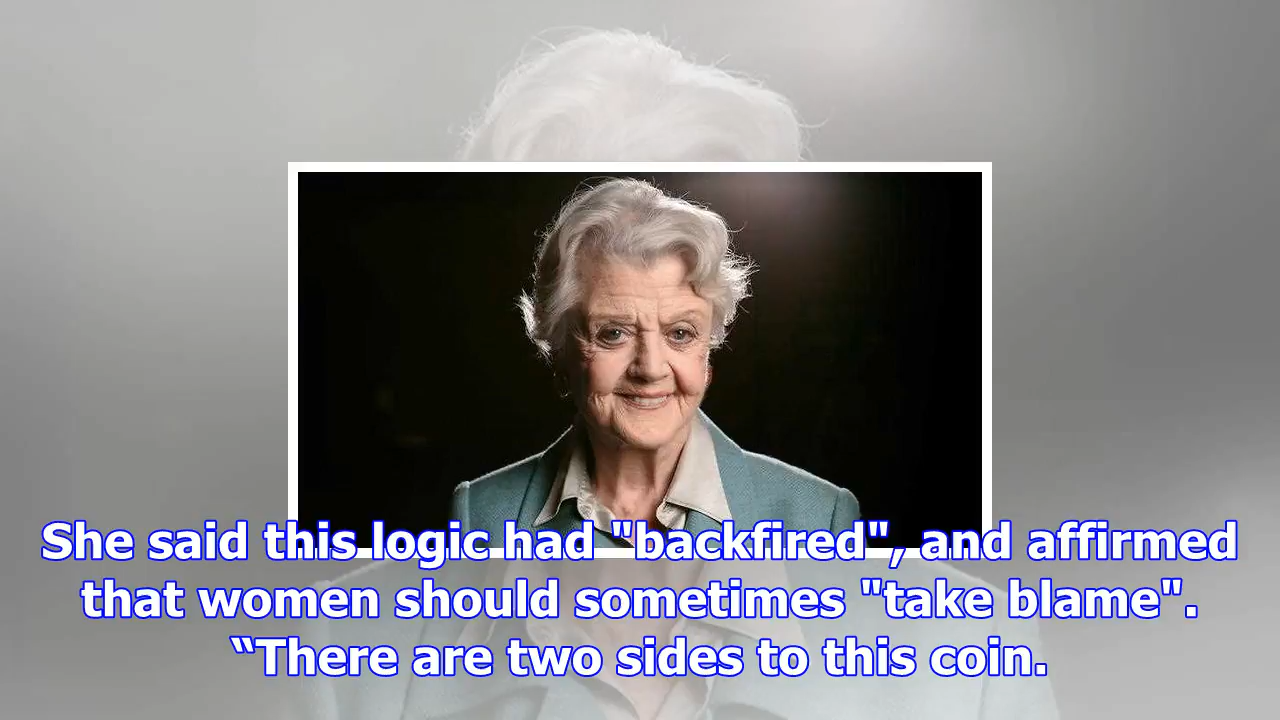 She said this logic had "backfired", and affirmed
that women should sometimes "take blame".
“There are two sides to this coin.